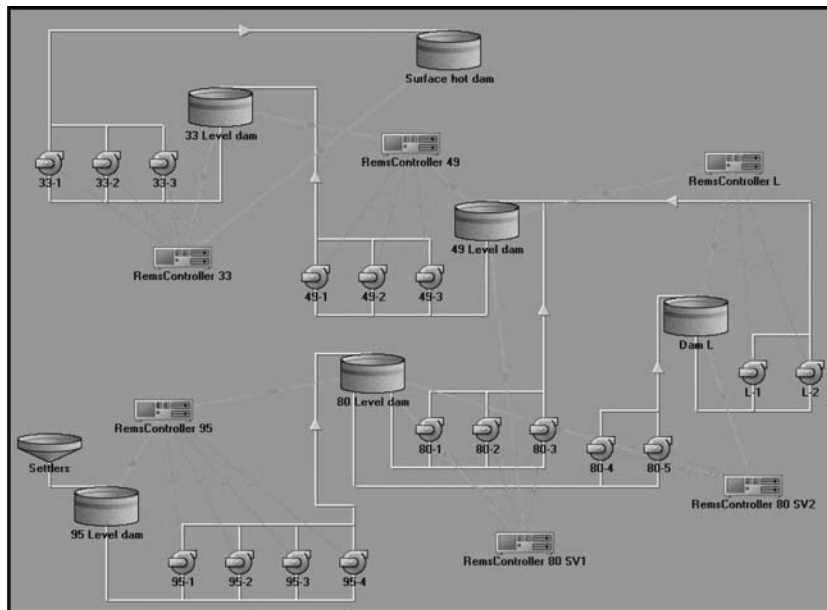 Surface hot dam
33 Level dam
RemsController 49
RemsController L
33-1
33-2
33-3
49 Level dam
RemsController 33
49-1
49-2
49-3
Dam L
L-1
L-2
80 Level dam
RemsController 95
80-1
80-2
80-3
80-4
80-5
Settlers
RemsController 80 SV2
95 Level dam
RemsController 80 SV1
95-1
95-2
95-3
95-4